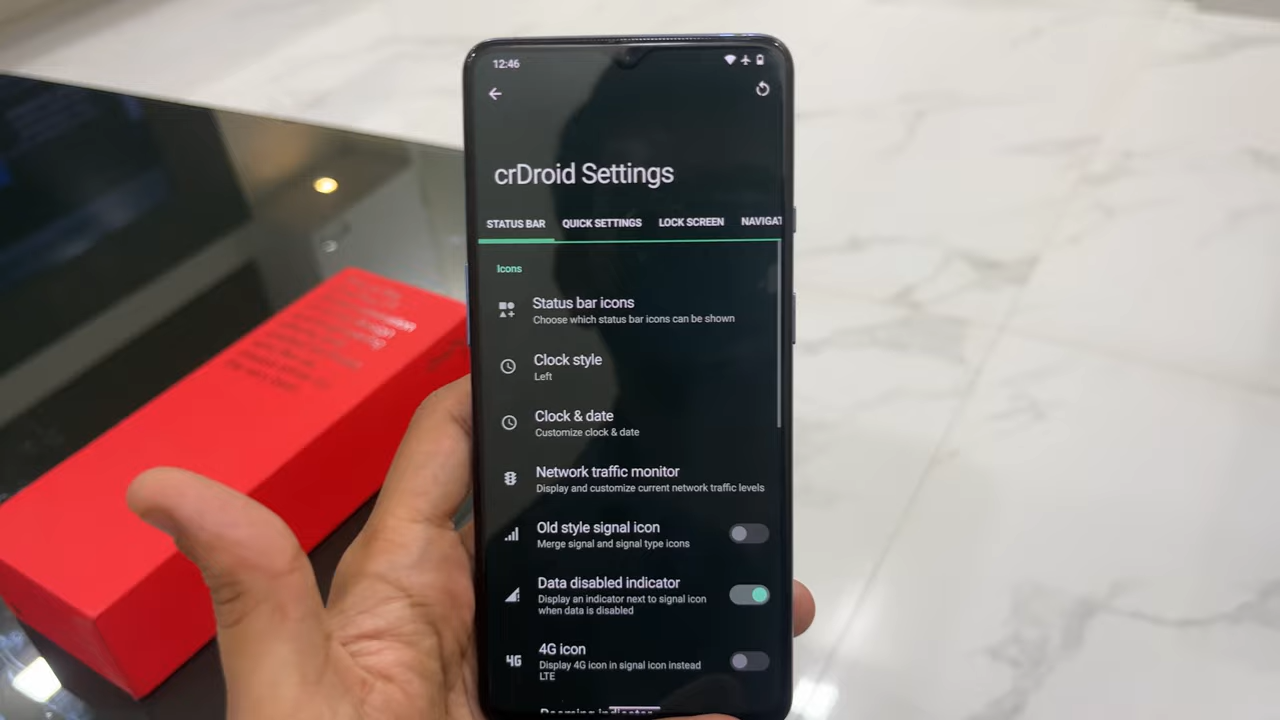 12:46
crDroid Settings
STATUS BAR QUICK SETTINGS LOCK SCREEN NAVIGAT
Icons
Status bar icons
Choose which status bar icons can be shown
Clock style
Left
Clock & date
Customize clock & date
Network traffic monitor
Display and customize current network traffic levels
Old style signal icon
Merge signal and signal type icons
Data disabled indicator
Display an indicator next to signal icon
when data is disabled
4G
4G icon
Display 4G icon in signal icon instead
LTE
Roaming indicator